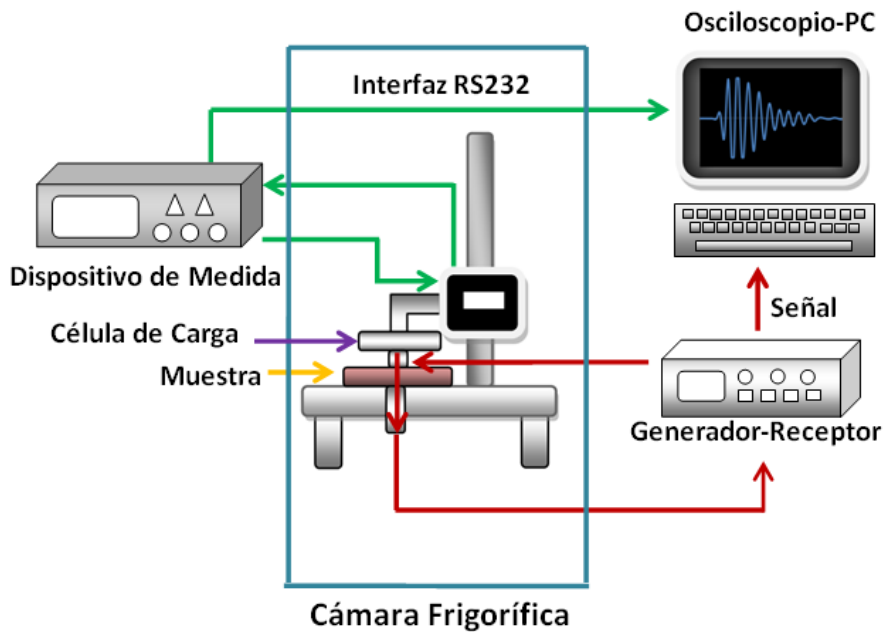 Osciloscopio-PC
Interfaz RS232
Dispositivo de Medida
Célula de Carga
Señal
Muestra
Generador-Receptor
Cámara Frigorífica